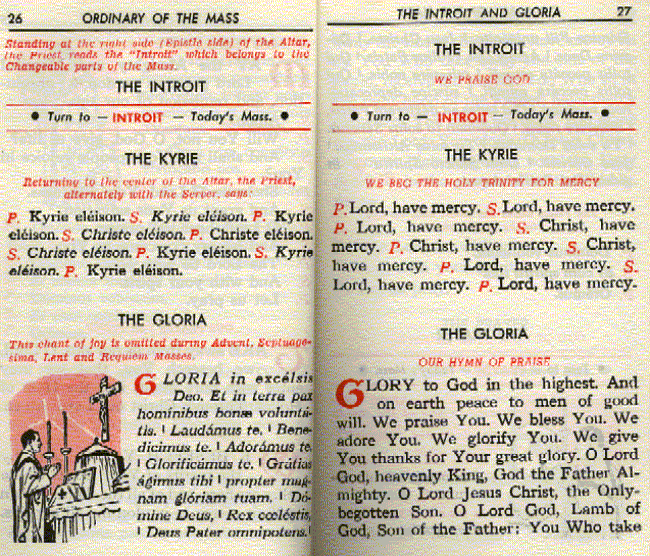 26 ORDINARY OF THE MASS
Standing at the right side (Epistle side) of the Altar,
the Priest reads the "Introit" which belongs to the
Changeable parts of the Mass.
THE INTROIT
● Turn to — INTROIT — Today's Mass. ●
THE KYRIE
Returning to the center of the Altar, the Priest,
alternately with the Server, says:
P. Kyrie eléison. S. Kyrie eléison. P. Kyrie
eléison. S. Christe eléison. P. Christe eléison.
S. Christe eléison. P. Kyrie eléison. S. Kyrie
eléison. P. Kyrie eléison.
THE GLORIA
This chant of joy is omitted during Advent, Septuage-
sima, Lent and Requiem Masses.
GLORIA in excélsis
Deo. Et in terra pax
homínibus bonæ voluntá-
tis. | Laudámus te. | Bene-
dícimus te. | Adorámus te.
| Glorificámus te. | Grátias
ágimus tibi | propter mag-
nam glóriam tuam. | Dó-
mine Deus, | Rex cœléstis,
| Deus Pater omnípotens. |
THE INTROIT AND GLORIA 27
THE INTROIT
WE PRAISE GOD
● Turn to — INTROIT — Today's Mass. ●
THE KYRIE
WE BEG THE HOLY TRINITY FOR MERCY
P. Lord, have mercy. S. Lord, have mercy.
P. Lord, have mercy. S. Christ, have
mercy. P. Christ, have mercy. S. Christ,
have mercy. P. Lord, have mercy. S.
Lord, have mercy. P. Lord, have mercy.
THE GLORIA
OUR HYMN OF PRAISE
GLORY to God in the highest. And
on earth peace to men of good
will. We praise You. We bless You. We
adore You. We glorify You. We give
You thanks for Your great glory. O Lord
God, heavenly King, God the Father Al-
mighty. O Lord Jesus Christ, the Only-
begotten Son. O Lord God, Lamb of
God, Son of the Father: You Who take